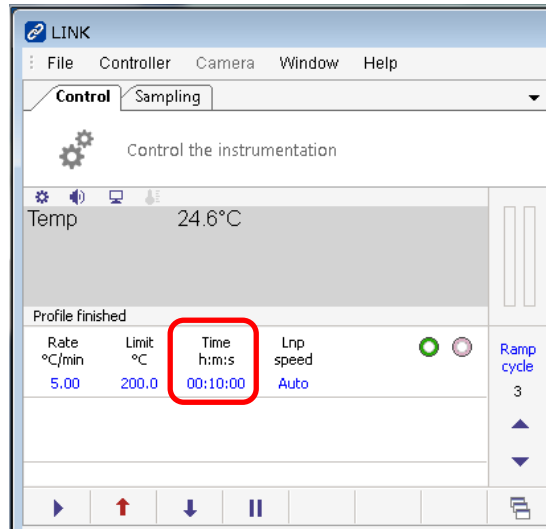 LINK
File Controller Camera Window Help
Control Sampling
Control the instrumentation
Temp 24.6°C
Profile finished
Rate Limit Time Lnp
°C/min °C h:m:s speed
5.00 200.0 00:10:00 Auto
Ramp
cycle
3